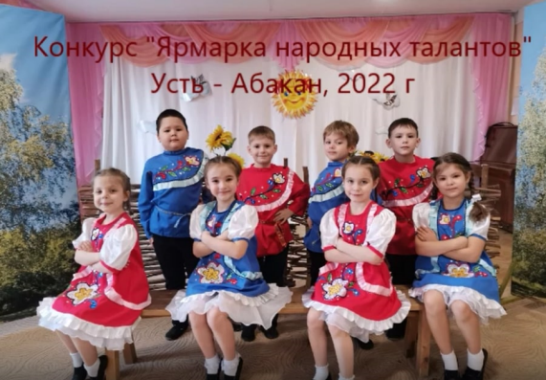 Конкурс "Ярмарка народных талантов"
Усть - Абакан, 2022 г